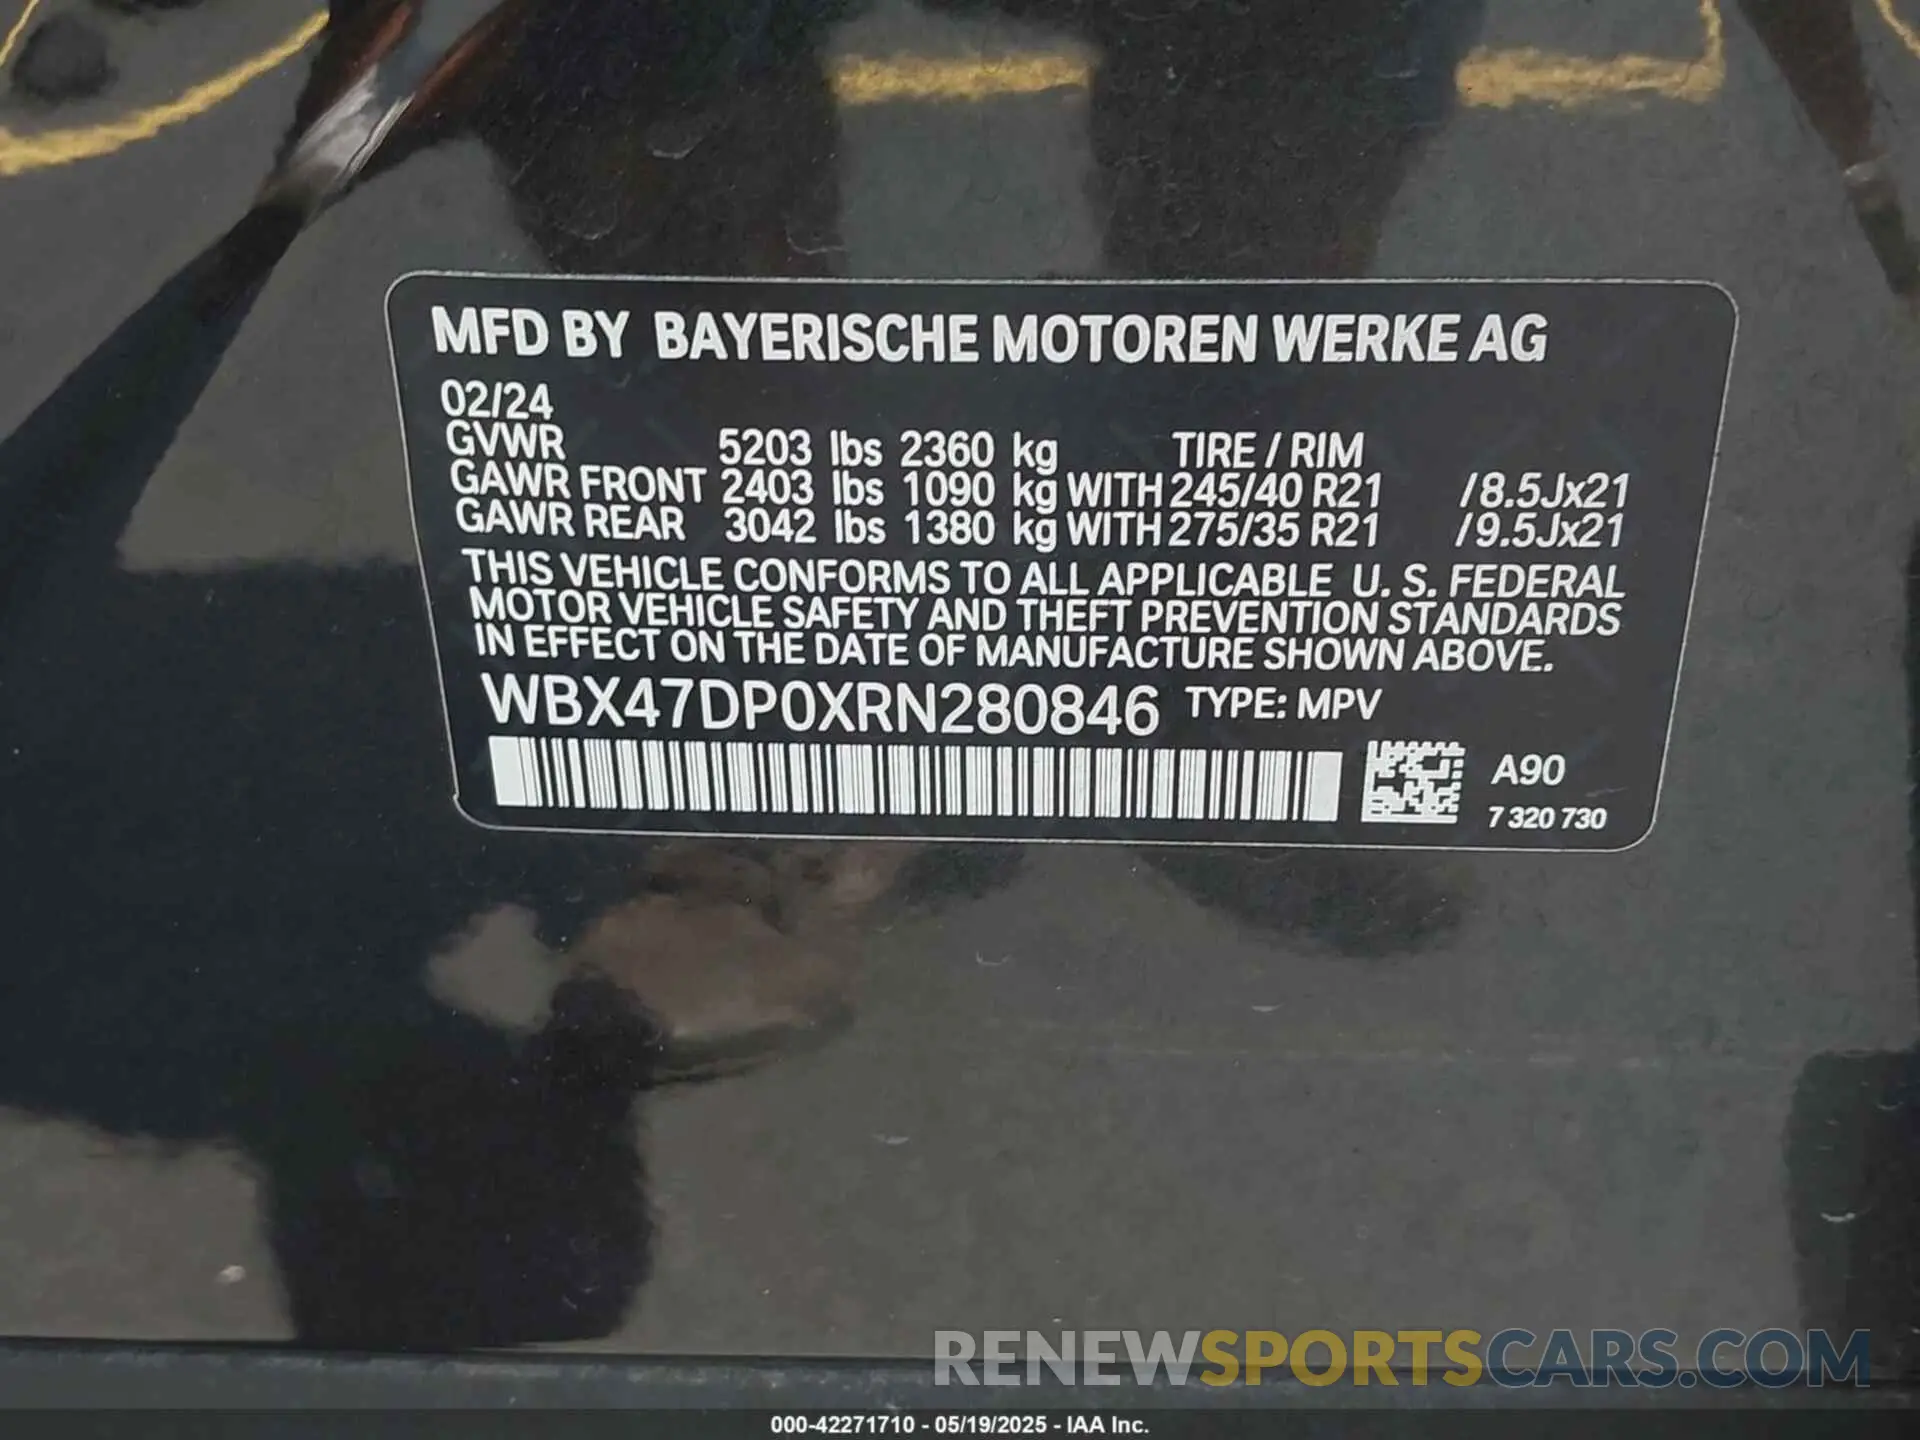 MFD BY BAYERISCHE MOTOREN WERKE AG
02/24
GVWR 5203 lbs 2360 kg TIRE / RIM
GAWR FRONT 2403 lbs 1090 kg WITH 245/40 R21 /8.5Jx21
GAWR REAR 3042 lbs 1380 kg WITH 275/35 R21 /9.5Jx21
THIS VEHICLE CONFORMS TO ALL APPLICABLE U. S. FEDERAL
MOTOR VEHICLE SAFETY AND THEFT PREVENTION STANDARDS
IN EFFECT ON THE DATE OF MANUFACTURE SHOWN ABOVE.
WBX47DP0XRN280846 TYPE: MPV
A90
7 320 730
RENEWSPORTSCARS.COM
000-42271710 - 05/19/2025 - IAA Inc.